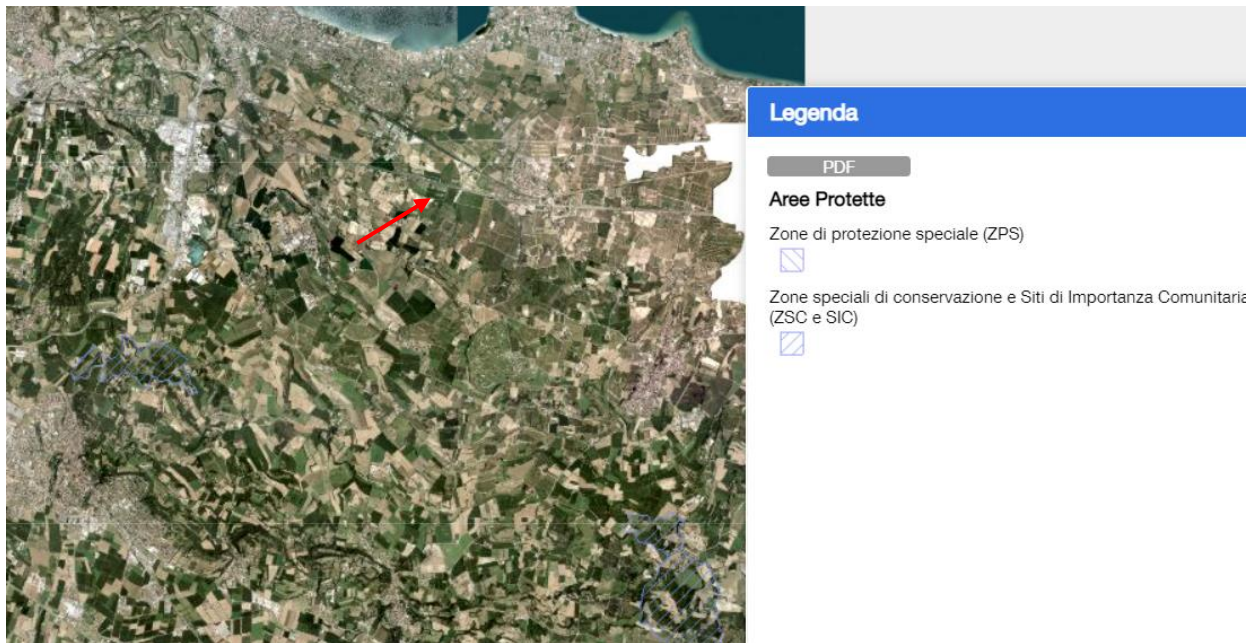 Legenda
PDF
Aree Protette
Zone di protezione speciale (ZPS)
Zone speciali di conservazione e Siti di Importanza Comunitaria
(ZSC e SIC)